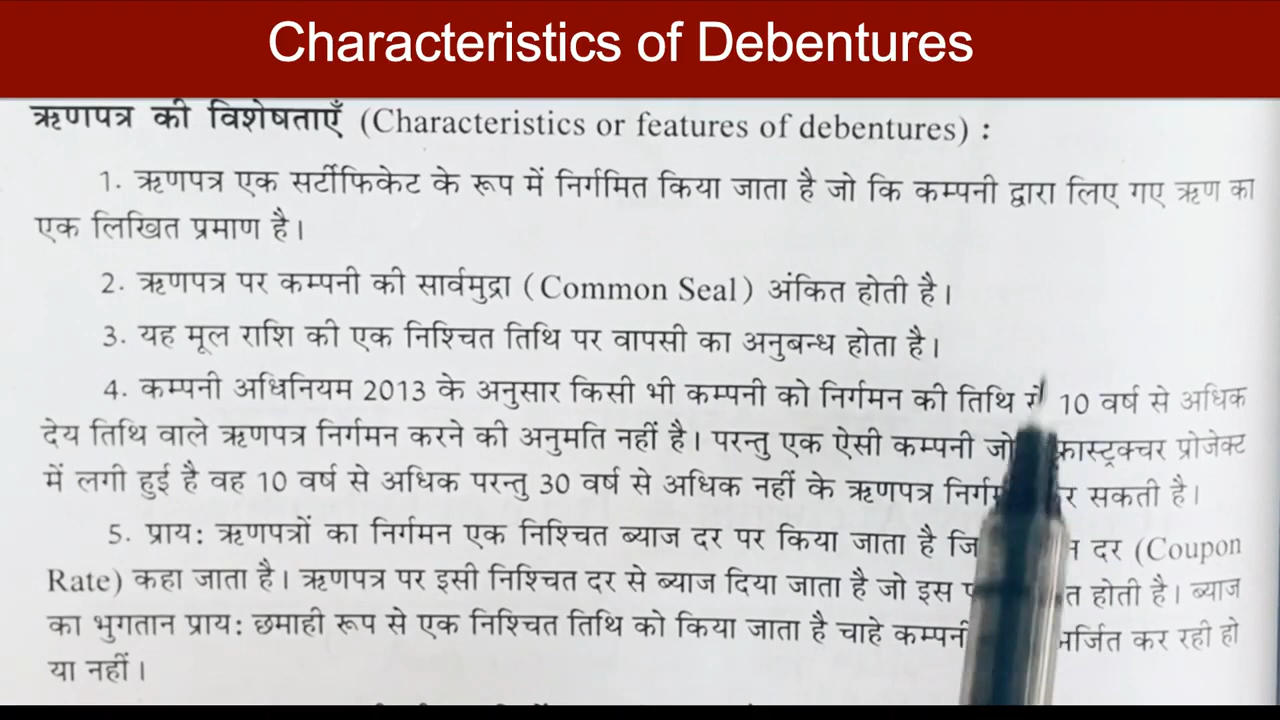 Characteristics of Debentures
ऋणपत्र की विशेषताएँ (Characteristics or features of debentures) :
1. ऋणपत्र एक सर्टीफिकेट के रूप में निर्गमित किया जाता है जो कि कम्पनी द्वारा लिए गए ऋण का
एक लिखित प्रमाण है।
2. ऋणपत्र पर कम्पनी की सार्वमुद्रा (Common Seal) अंकित होती है।
3. यह मूल राशि की एक निश्चित तिथि पर वापसी का अनुबन्ध होता है।
4. कम्पनी अधिनियम 2013 के अनुसार किसी भी कम्पनी को निर्गमन की तिथि 10 वर्ष से अधिक
देय तिथि वाले ऋणपत्र निर्गमन करने की अनुमति नहीं है। परन्तु एक ऐसी कम्पनी जो प्रोजेक्ट
में लगी हुई है वह 10 वर्ष से अधिक परन्तु 30 वर्ष से अधिक नहीं के ऋणपत्र सकती है।
5. प्राय: ऋणपत्रों का निर्गमन एक निश्चित ब्याज दर पर किया जाता है दर (Coupon
Rate) कहा जाता है। ऋणपत्र पर इसी निश्चित दर से ब्याज दिया जाता है जो इस होती है। ब्याज
का भुगतान प्राय: छमाही रूप से एक निश्चित तिथि को किया जाता है चाहे कम्पनी कर रही हो
या नहीं।